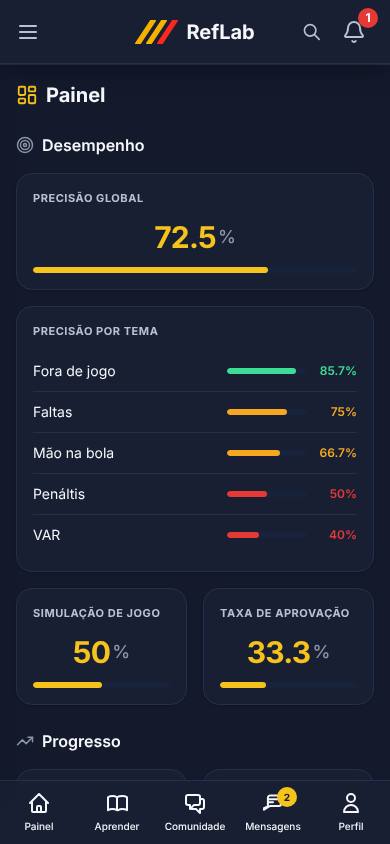 RefLab
1
Painel
Desempenho
PRECISÃO GLOBAL
72.5%
PRECISÃO POR TEMA
Fora de jogo 85.7%
Faltas 75%
Mão na bola 66.7%
Penáltis 50%
VAR 40%
SIMULAÇÃO DE JOGO
50%
TAXA DE APROVAÇÃO
33.3%
Progresso
2
Painel Aprender Comunidade Mensagens Perfil